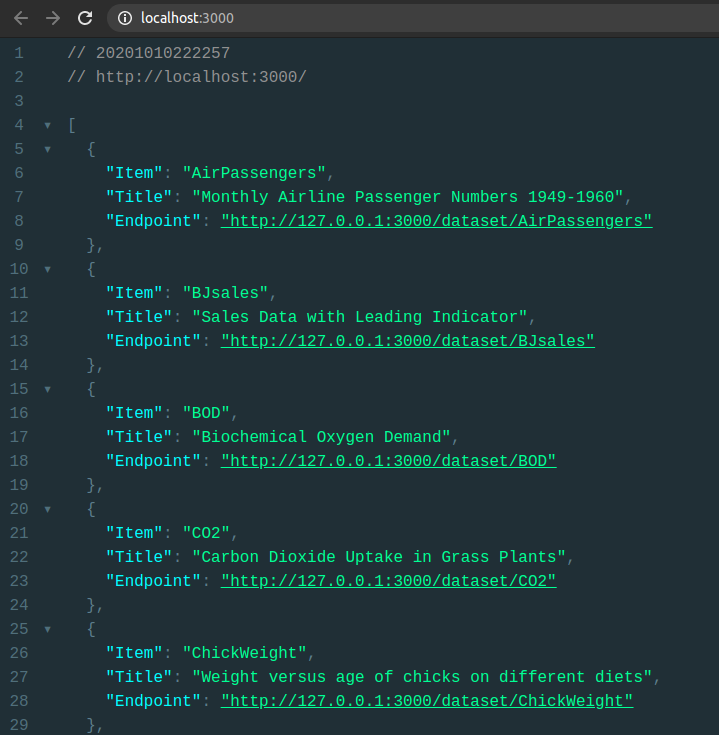 localhost:3000
1 // 20201010222257
2 // http://localhost:3000/
3
4 ▼ [
5 ▼ {
6 "Item": "AirPassengers",
7 "Title": "Monthly Airline Passenger Numbers 1949-1960",
8 "Endpoint": "http://127.0.0.1:3000/dataset/AirPassengers"
9 },
10 ▼ {
11 "Item": "BJsales",
12 "Title": "Sales Data with Leading Indicator",
13 "Endpoint": "http://127.0.0.1:3000/dataset/BJsales"
14 },
15 ▼ {
16 "Item": "BOD",
17 "Title": "Biochemical Oxygen Demand",
18 "Endpoint": "http://127.0.0.1:3000/dataset/BOD"
19 },
20 ▼ {
21 "Item": "CO2",
22 "Title": "Carbon Dioxide Uptake in Grass Plants",
23 "Endpoint": "http://127.0.0.1:3000/dataset/CO2"
24 },
25 ▼ {
26 "Item": "ChickWeight",
27 "Title": "Weight versus age of chicks on different diets",
28 "Endpoint": "http://127.0.0.1:3000/dataset/ChickWeight"
29 },